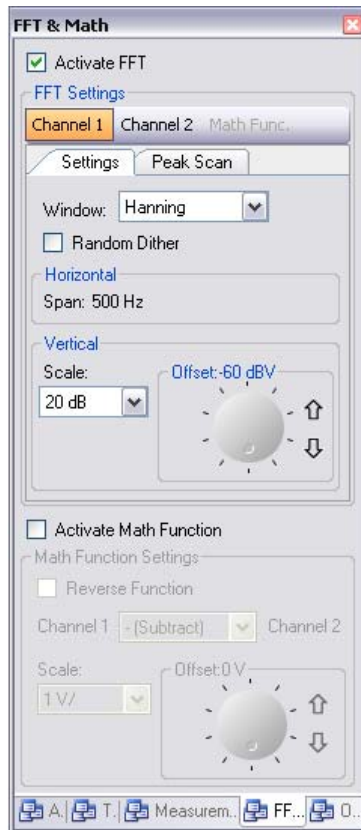 FFT & Math
Activate FFT
FFT Settings
Channel 1 Channel 2 Math Func.
Settings Peak Scan
Window: Hanning
Random Dither
Horizontal
Span: 500 Hz
Vertical
Scale: Offset:-60 dBV
20 dB
Activate Math Function
Math Function Settings
Reverse Function
Channel 1 - (Subtract) Channel 2
Scale: Offset:0 V
1 V/
A. T. Measurem.. FF... O..